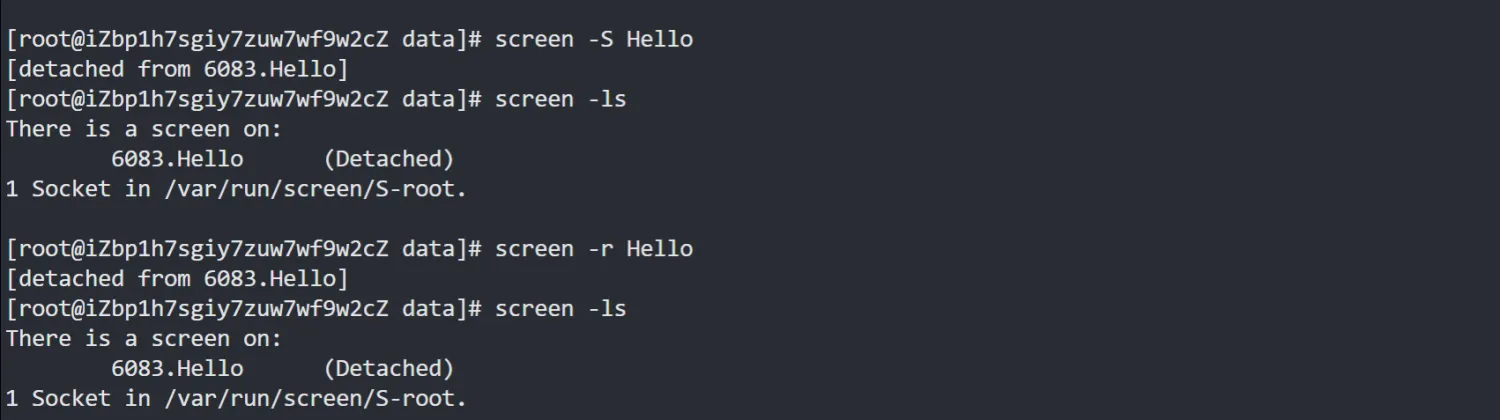 [root@iZbp1h7sgiy7zuw7wf9w2cZ data]# screen -S Hello
[detached from 6083.Hello]
[root@iZbp1h7sgiy7zuw7wf9w2cZ data]# screen -ls
There is a screen on:
        6083.Hello      (Detached)
1 Socket in /var/run/screen/S-root.

[root@iZbp1h7sgiy7zuw7wf9w2cZ data]# screen -r Hello
[detached from 6083.Hello]
[root@iZbp1h7sgiy7zuw7wf9w2cZ data]# screen -ls
There is a screen on:
        6083.Hello      (Detached)
1 Socket in /var/run/screen/S-root.